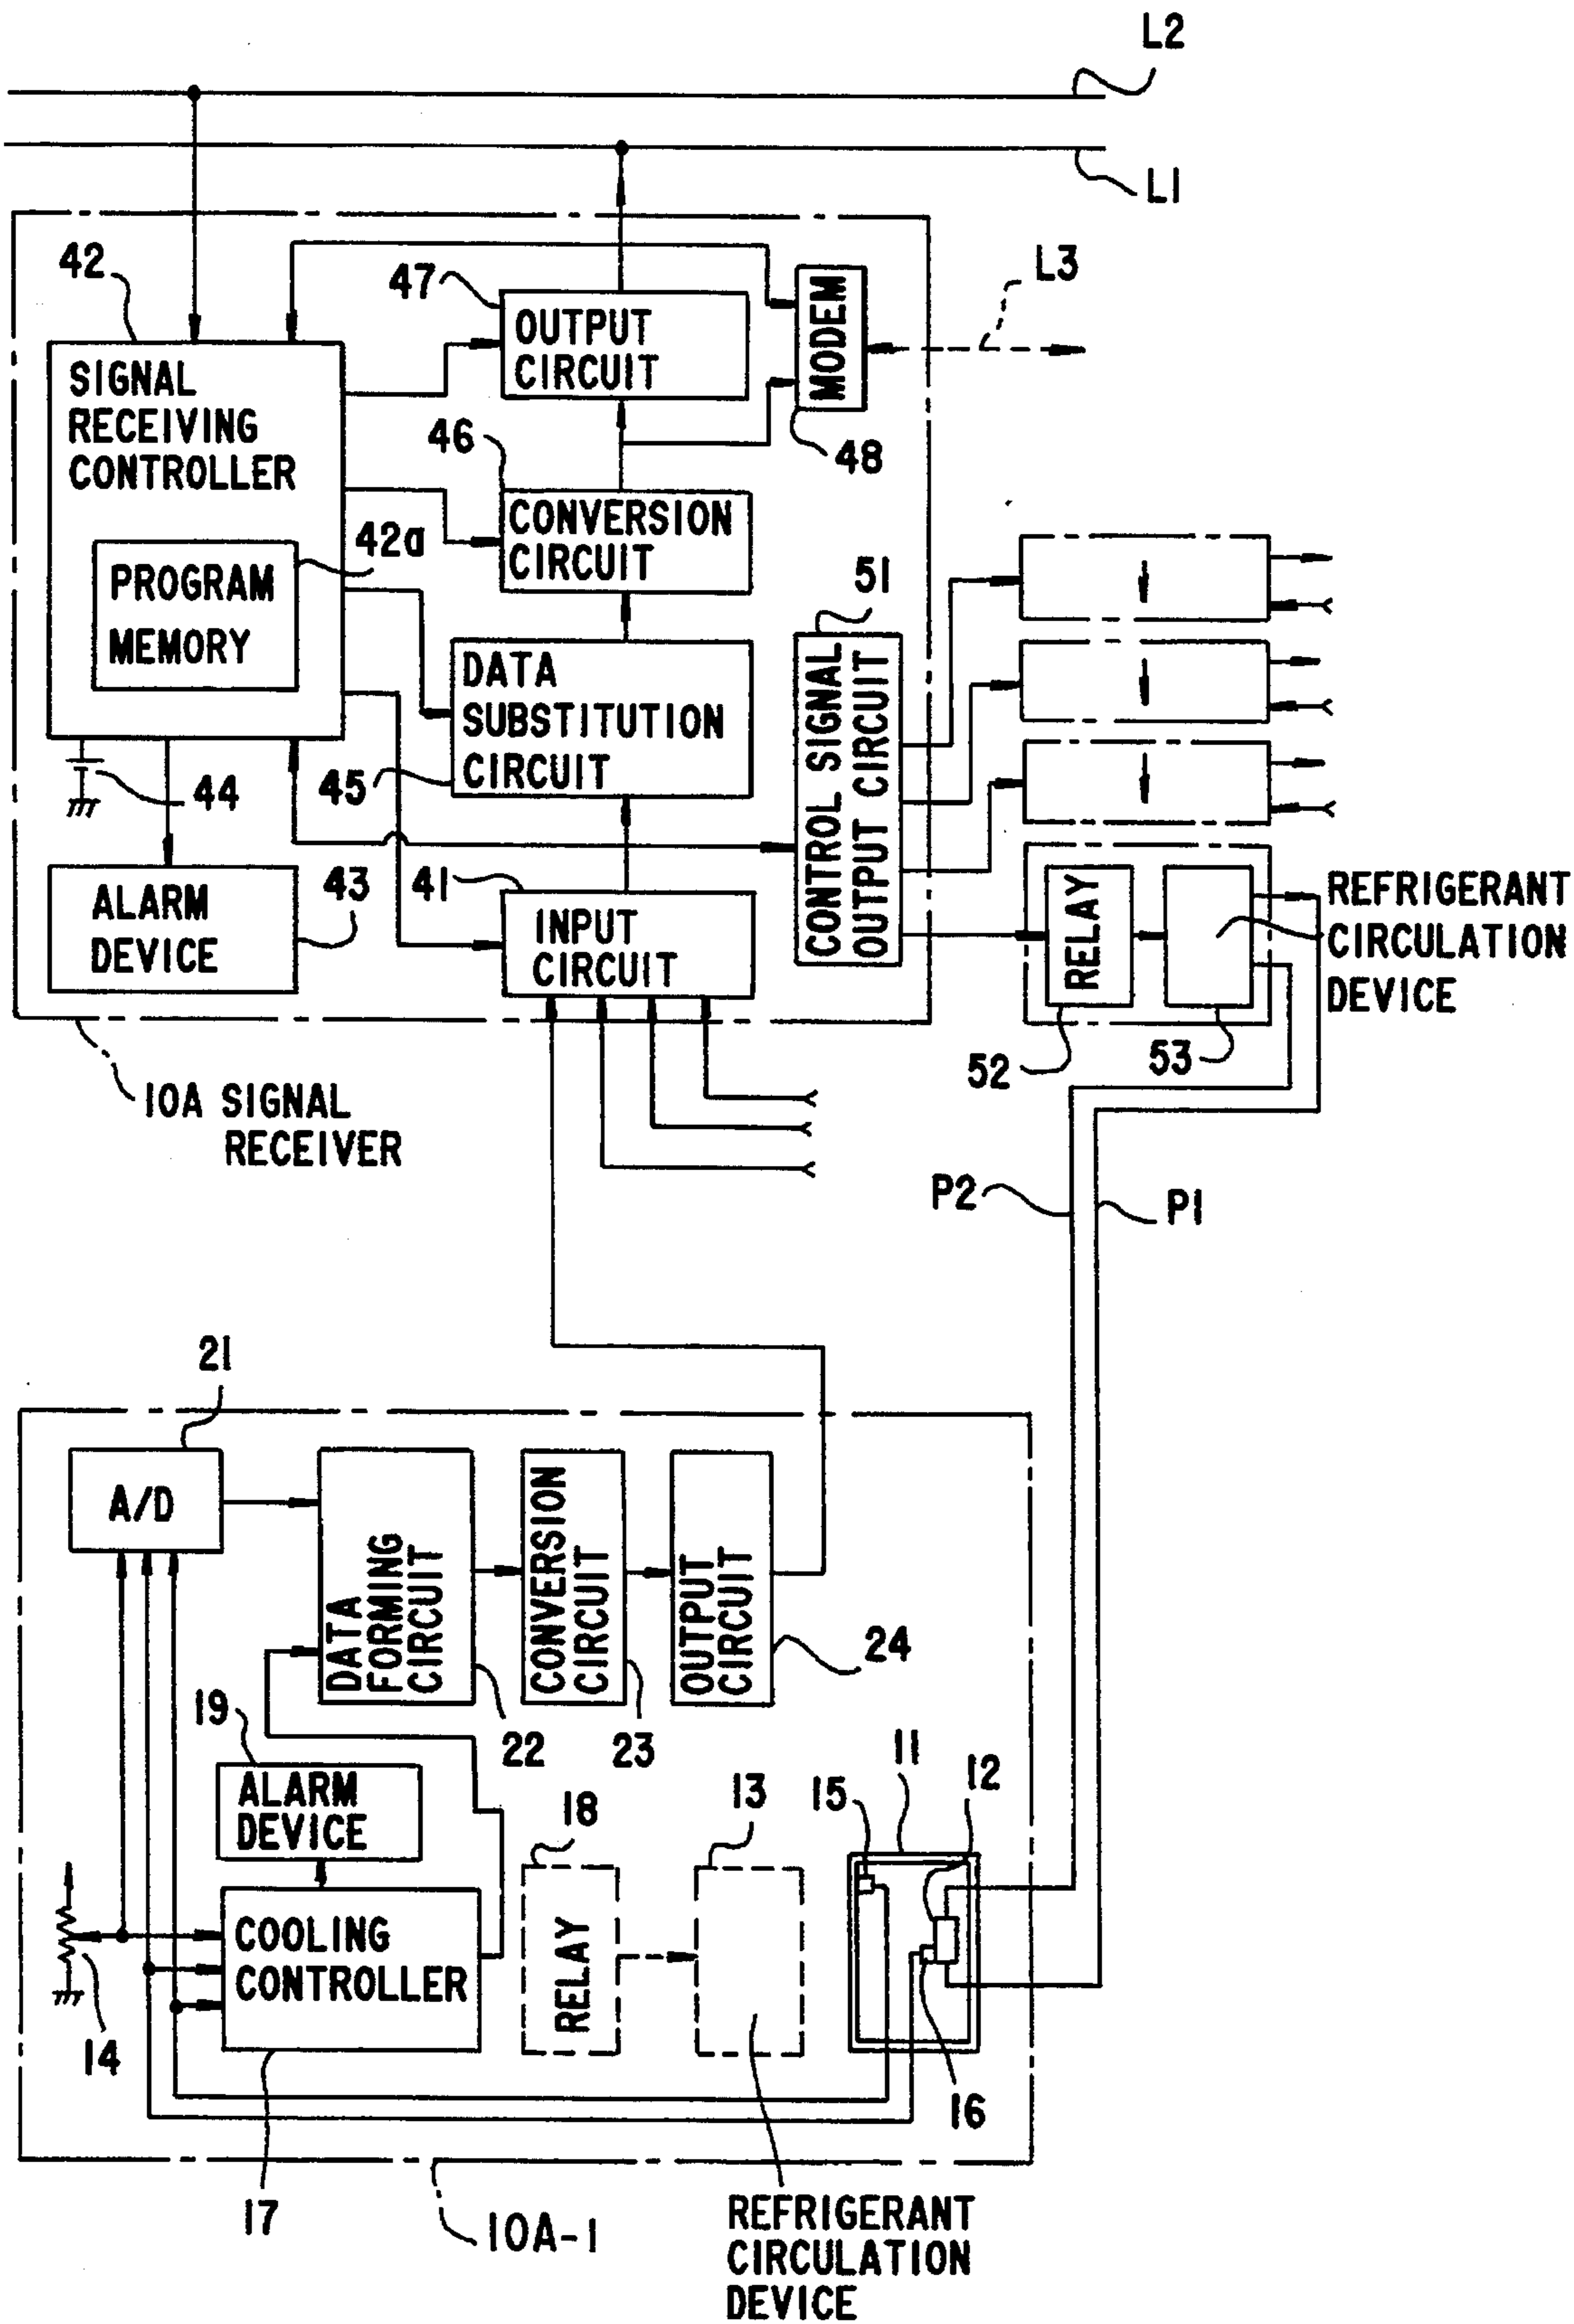 L2
L1
42
47
L3
OUTPUT
CIRCUIT
MODEM
SIGNAL
RECEIVING
CONTROLLER
46
48
CONVERSION
CIRCUIT
42a
51
PROGRAM
MEMORY
DATA
SUBSTITUTION
CIRCUIT
CONTROL SIGNAL
OUTPUT CIRCUIT
44
45
ALARM
DEVICE
43
41
INPUT
CIRCUIT
RELAY
REFRIGERANT
CIRCULATION
DEVICE
52
53
10A SIGNAL
RECEIVER
P2
P1
21
A/D
DATA
FORMING
CIRCUIT
CONVERSION
CIRCUIT
OUTPUT
CIRCUIT
24
19
22
23
11
12
ALARM
DEVICE
18
13
15
COOLING
CONTROLLER
RELAY
14
16
17
10A-1
REFRIGERANT
CIRCULATION
DEVICE